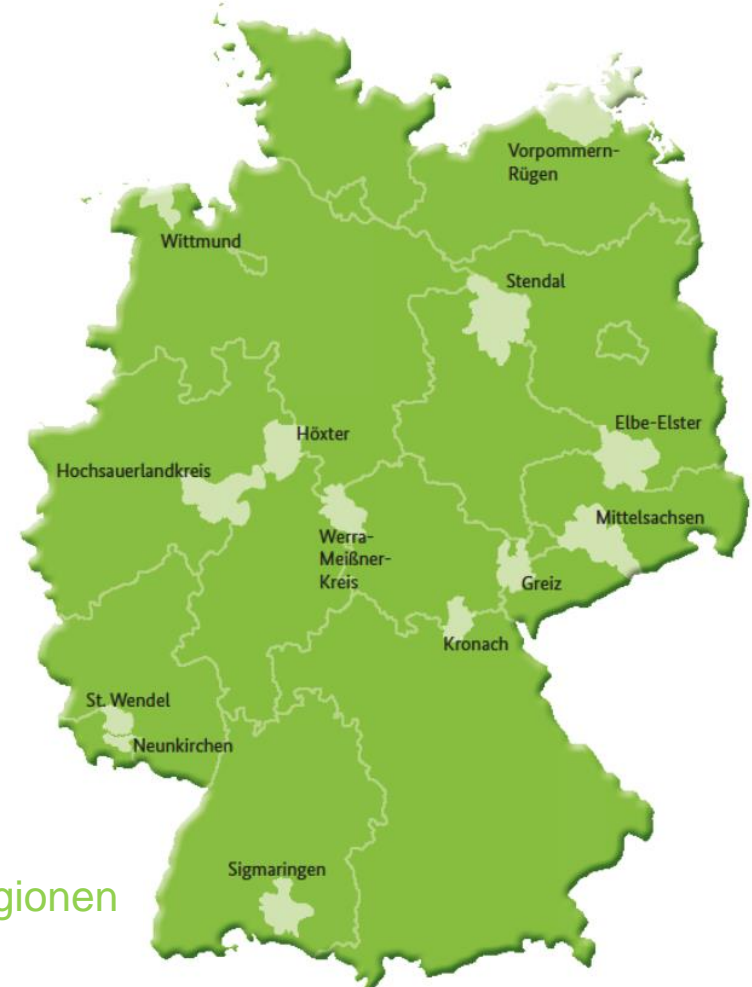 Vorpommern-
Rügen
Wittmund
Stendal
Elbe-Elster
Höxter
Hochsauerlandkreis
Mittelsachsen
Werra-
Meißner-
Kreis
Greiz
Kronach
St. Wendel
Neunkirchen
Sigmaringen
gionen